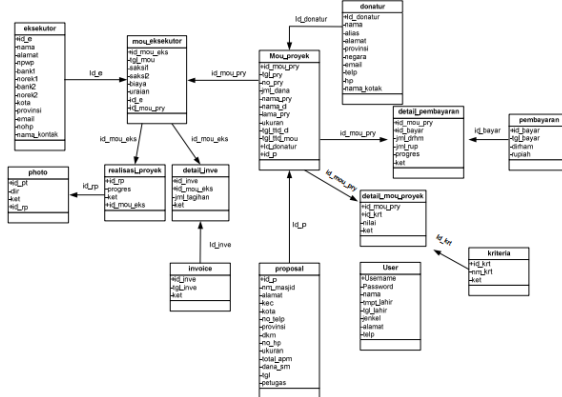 eksekutor
+id_e
nama
alamat
npwp
bank1
norek1
bank2
norek2
kota
provinsi
email
nohp
nama_kontak
Id_e
mou_eksekutor
+id_mou_eks
tgl_mou
saksi1
saksi2
biaya
uraian
id_e
id_mou_pry
id_mou_pry
Mou_proyek
+id_mou_pry
tgl_pry
no_pry
jml_dana
nama_pry
nama_d
lama_pry
ukuran
tgl_ttd_d
tgl_ttd_mou
+Id_donatur
+id_p
Id_donatur
donatur
+Id_donatur
nama
alias
alamat
provinsi
negara
email
telp
hp
nama_kotak
id_mou_pry
detail_pembayaran
+id_mou_pry
+id_bayar
jml_drhm
jml_rup
progres
ket
id_bayar
pembayaran
+id_bayar
tgl_bayar
dirham
rupiah
id_mou_eks
id_mou_eks
photo
+id_pt
dir
ket
+id_rp
id_rp
realisasi_proyek
+id_rp
progres
ket
+id_mou_eks
detail_inve
+id_inve
+id_mou_eks
jml_tagihan
ket
Id_inve
invoice
+id_inve
tgl_inve
ket
Id_p
proposal
+id_p
nm_masjid
alamat
kec
kota
no_telp
provinsi
dkm
no_hp
ukuran
total_apm
dana_sm
tgl
petugas
id_mou_pry
detail_mou_proyek
+id_mou_pry
+id_krt
nilai
ket
Id_krt
kriteria
+id_krt
nm_krt
ket
User
+Username
Password
nama
tmpt_lahir
tgl_lahir
jenkel
alamat
telp